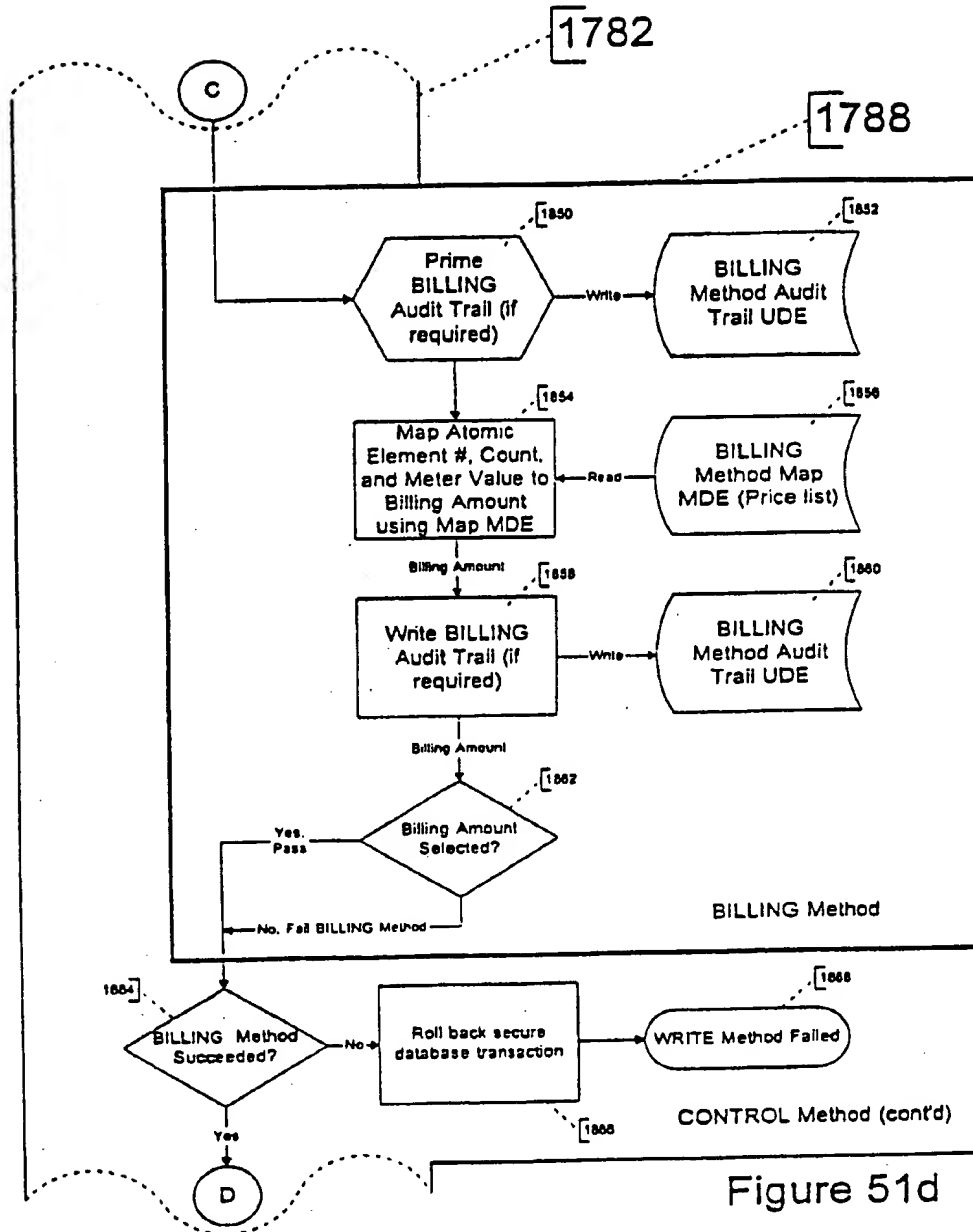 1782
C
1788
1850
Prime
BILLING
Audit Trail (if
required)
Write
1852
BILLING
Method Audit
Trail UDE
1854
Map Atomic
Element #, Count,
and Meter Value to
Billing Amount
using Map MDE
Read
1856
BILLING
Method Map
MDE (Price list)
Billing Amount
1858
Write BILLING
Audit Trail (if
required)
Write
1860
BILLING
Method Audit
Trail UDE
Billing Amount
1862
Billing Amount
Selected?
Yes,
Pass
No, Fail BILLING Method
BILLING Method
1864
BILLING Method
Succeeded?
No
Roll back secure
database transaction
1866
1868
WRITE Method Failed
CONTROL Method (cont'd)
Yes
D
Figure 51d